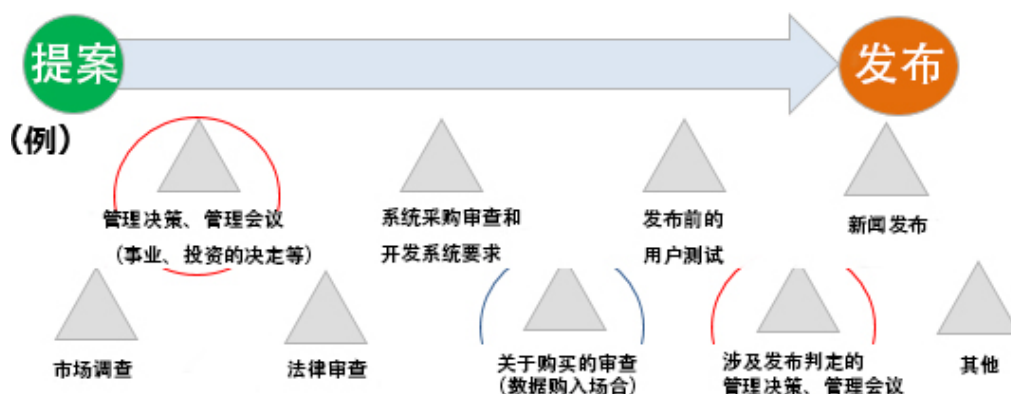 提案
发布
(例)
管理决策、管理会议
（事业、投资的决定等）
系统采购审查和
开发系统要求
发布前的
用户测试
新闻发布
市场调查
法律审查
关于购买的审查
（数据购入场合）
涉及发布判定的
管理决策、管理会议
其他